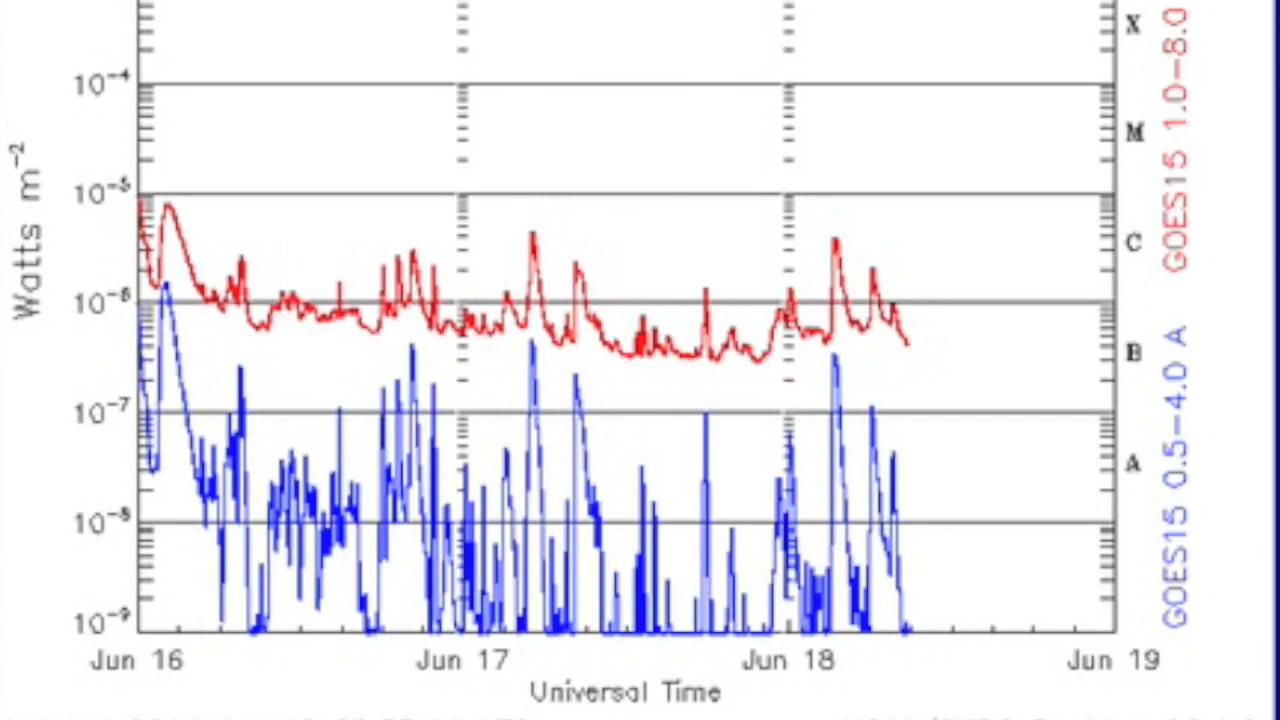 X
10-4
M
10-5
C
10-6
B
10-7
A
10-8
10-9
Watts m-2
GOES15 1.0-8.0
GOES15 0.5-4.0 A
Jun 16
Jun 17
Jun 18
Jun 19
Universal Time